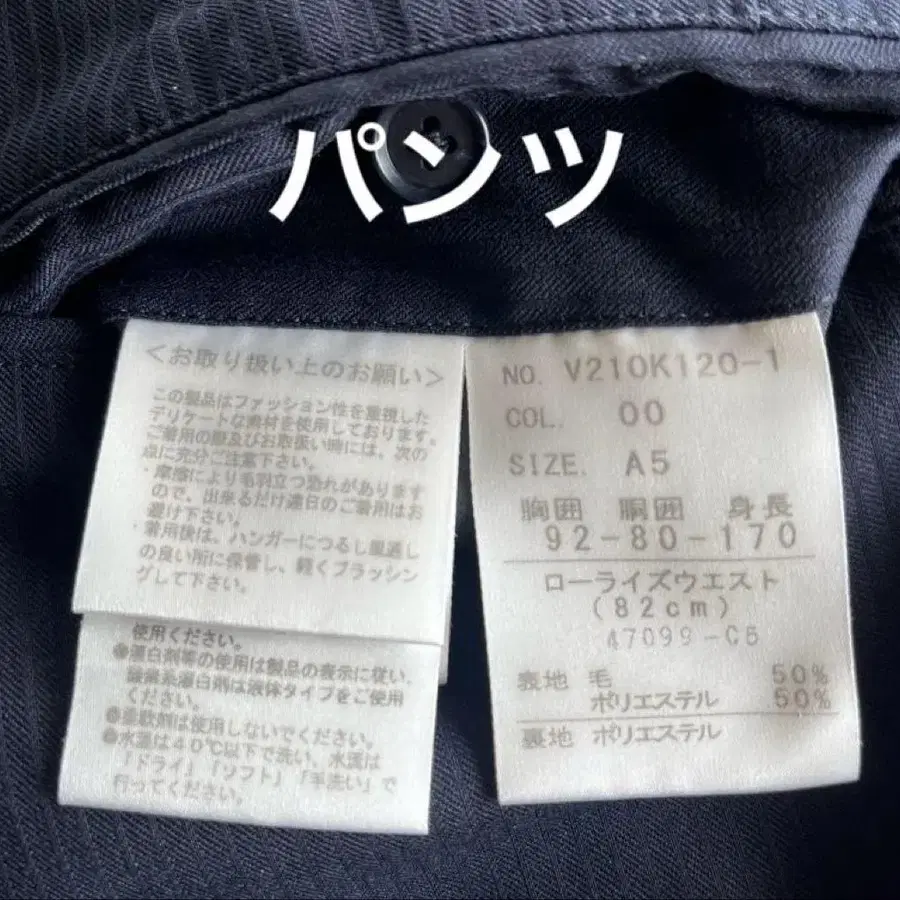 パンツ
＜お取り扱い上のお願い＞
この製品はファッション性を重視した
デリケートな素材を使用しております。
ご着用の際及びお取扱い時には、次の
点に充分ご注意下さい。
・摩擦により毛羽立つ恐れがあります
ので、出来るだけ連日のご着用はお
避け下さい。
・着用後は、ハンガーにつるし風通し
の良い所に保管し、軽くブラッシン
グして下さい。
使用ください。
●蛋白剤等の使用は製品の表示に従い、
酸素系漂白剤は液体タイプをご使用
ください。
●柔軟剤は使用しないでください。
●水温は40℃以下で洗い、水流は
「ドライ」「ソフト」「手洗い」で
行ってください。
NO. V210K120-1
COL. 00
SIZE. A5
胸囲 胴囲 身長
92-80-170
ローライズウエスト
(82cm)
47099-C5
表地 毛 50%
ポリエステル 50%
裏地 ポリエステル